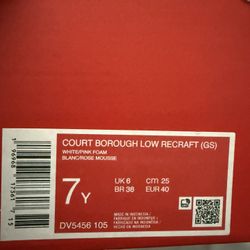 COURT BOROUGH LOW RECRAFT (GS)
WHITE/PINK FOAM
BLANC/ROSE MOUSSE
7 Y
UK 6 cm 25
BR 38 EUR 40
MADE IN INDONESIA /
DV5456 105